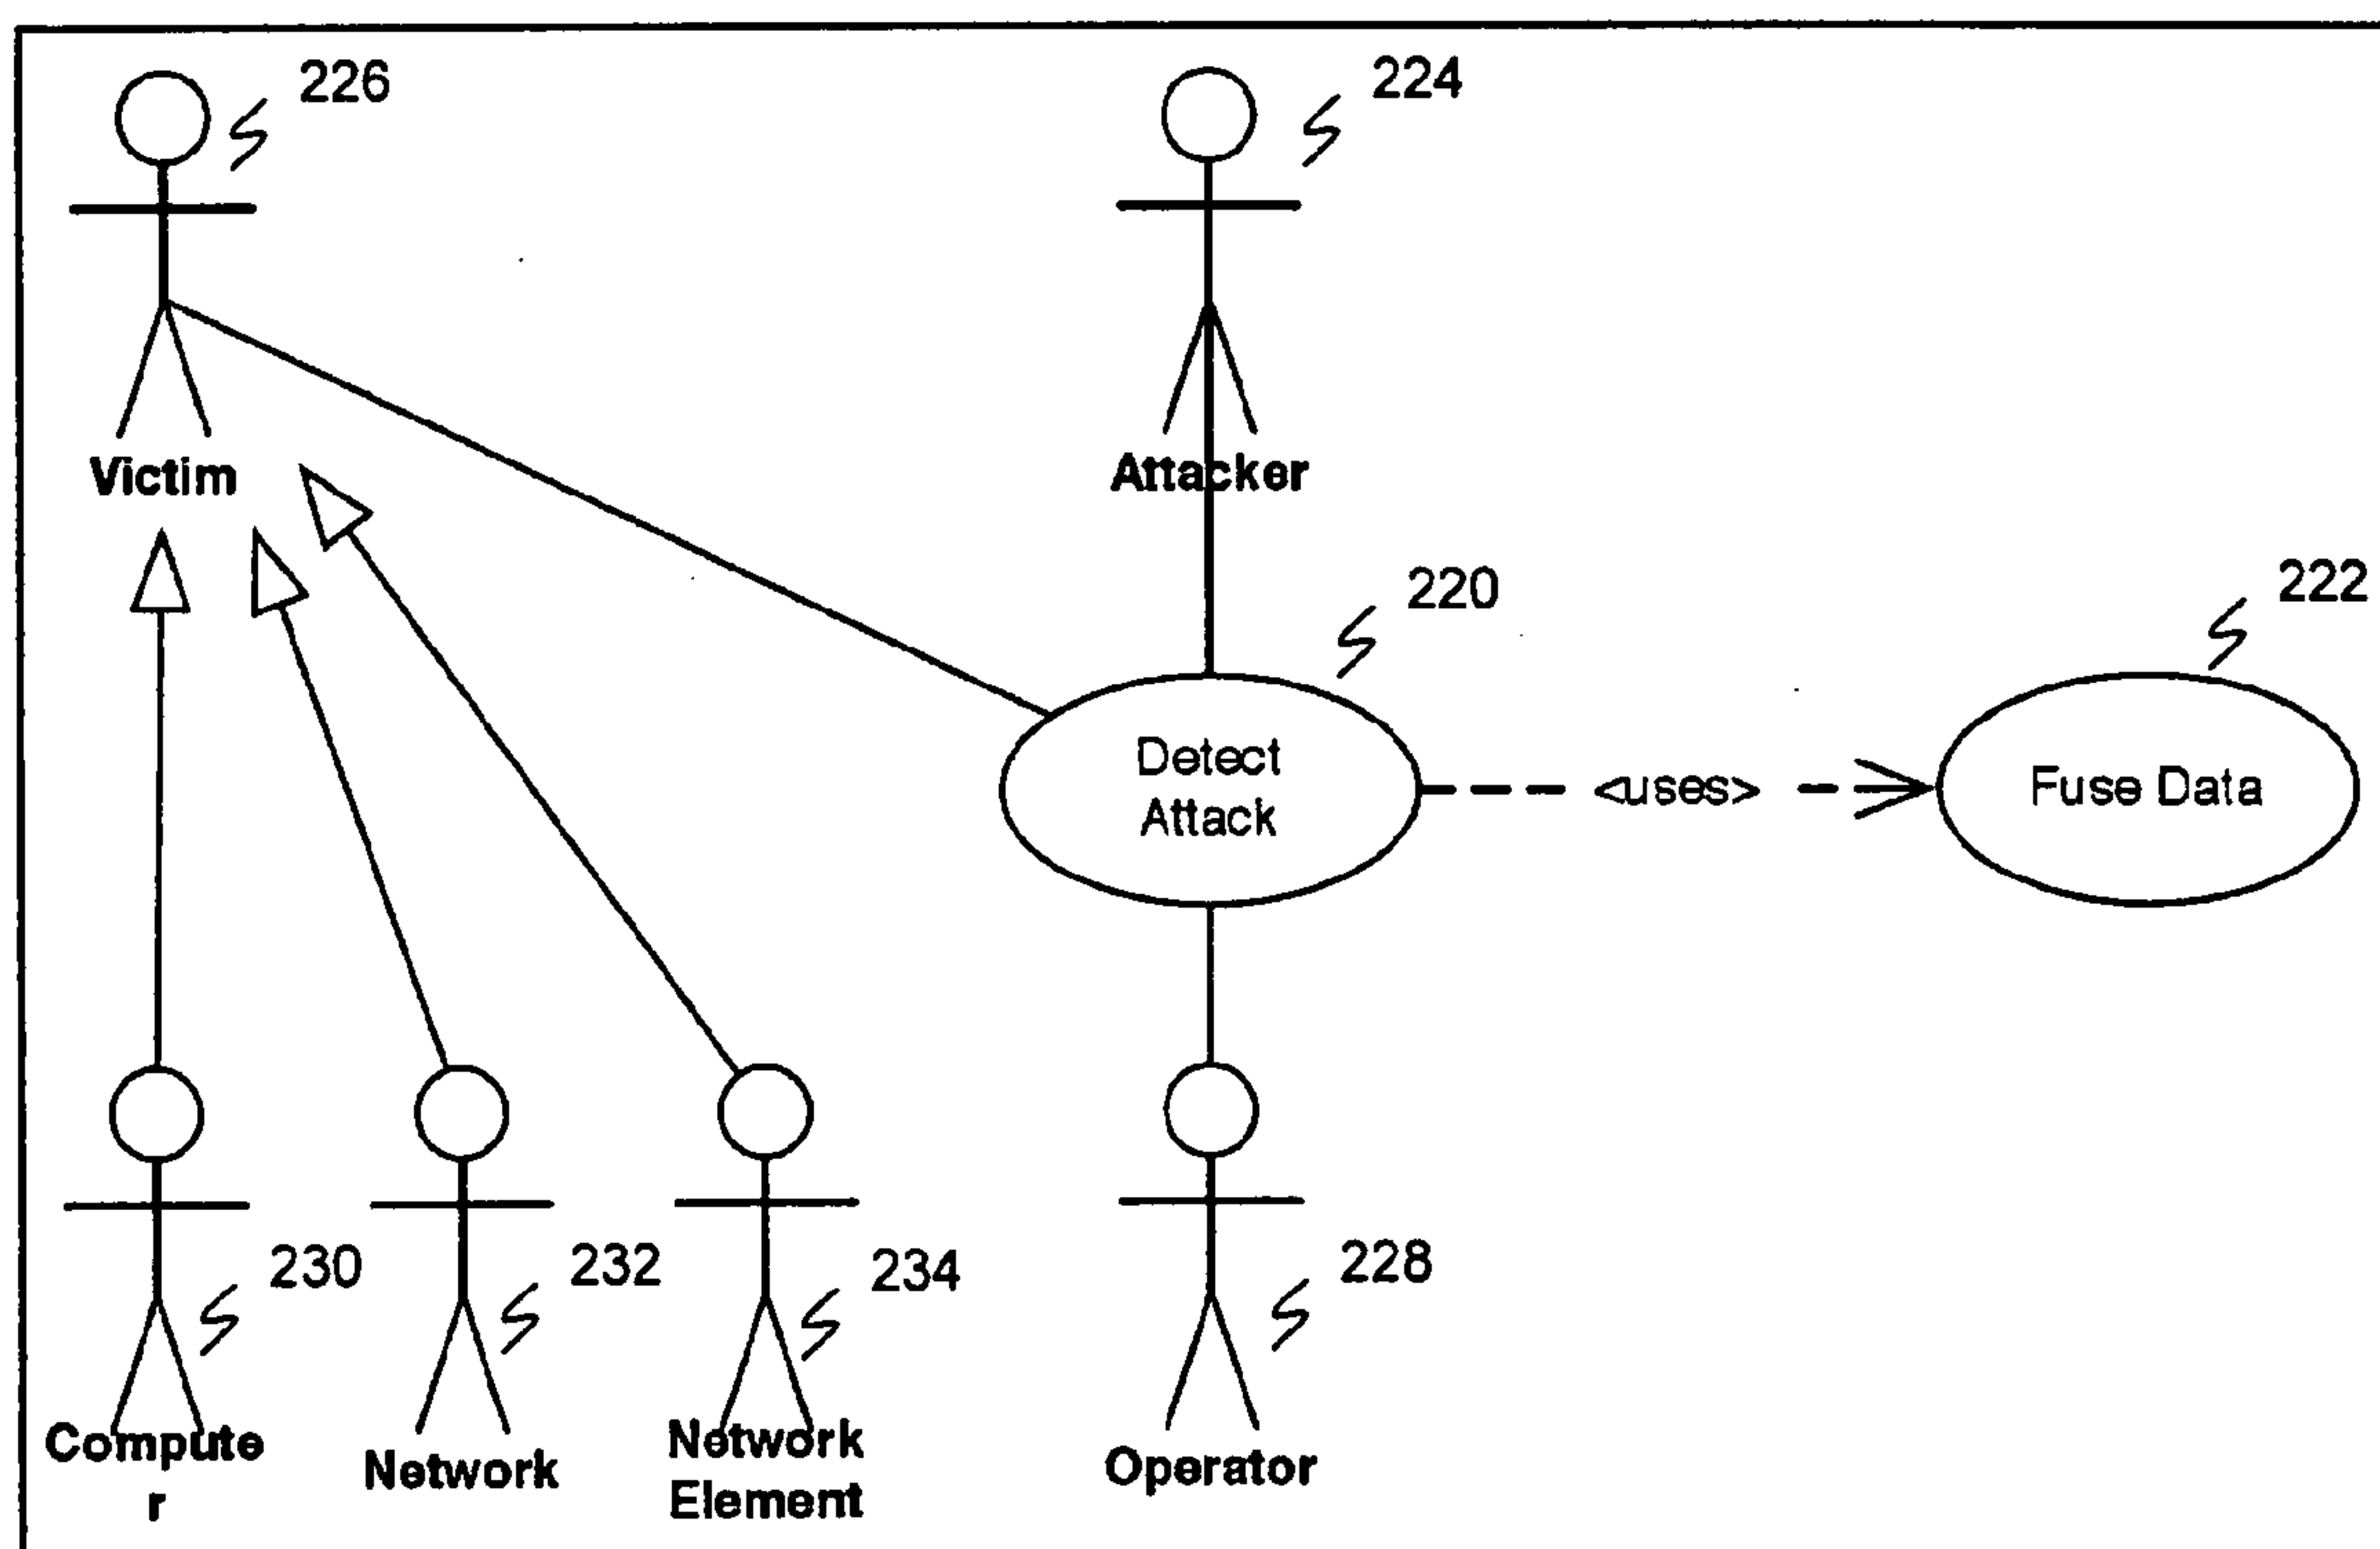 226
224
Victim
Attacker
220
222
Detect
Attack
<uses>
Fuse Data
230
232
234
228
Compute
r
Network
Network
Element
Operator